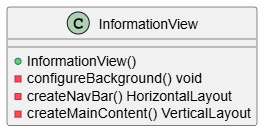 C InformationView
InformationView()
configureBackground() void
createNavBar() HorizontalLayout
createMainContent() VerticalLayout